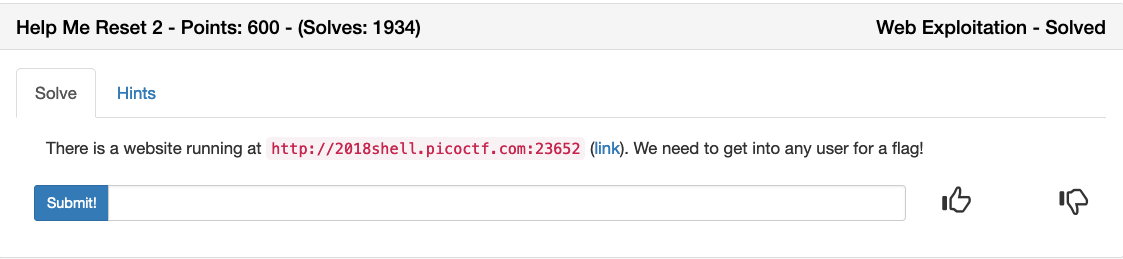 Help Me Reset 2 - Points: 600 - (Solves: 1934) Web Exploitation - Solved
Solve Hints
There is a website running at http://2018shell.picoctf.com:23652 (link). We need to get into any user for a flag!
Submit!